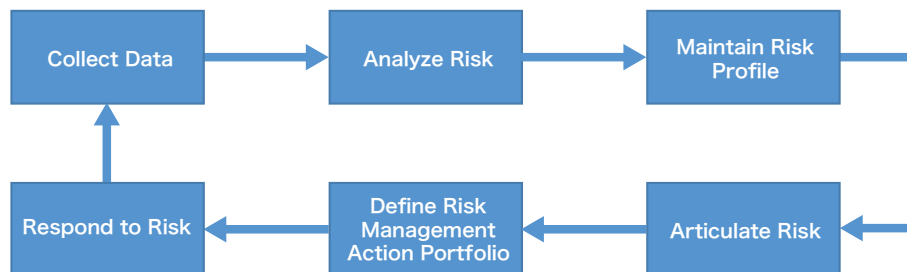 Collect Data
Analyze Risk
Maintain Risk
Profile
Respond to Risk
Define Risk
Management
Action Portfolio
Articulate Risk